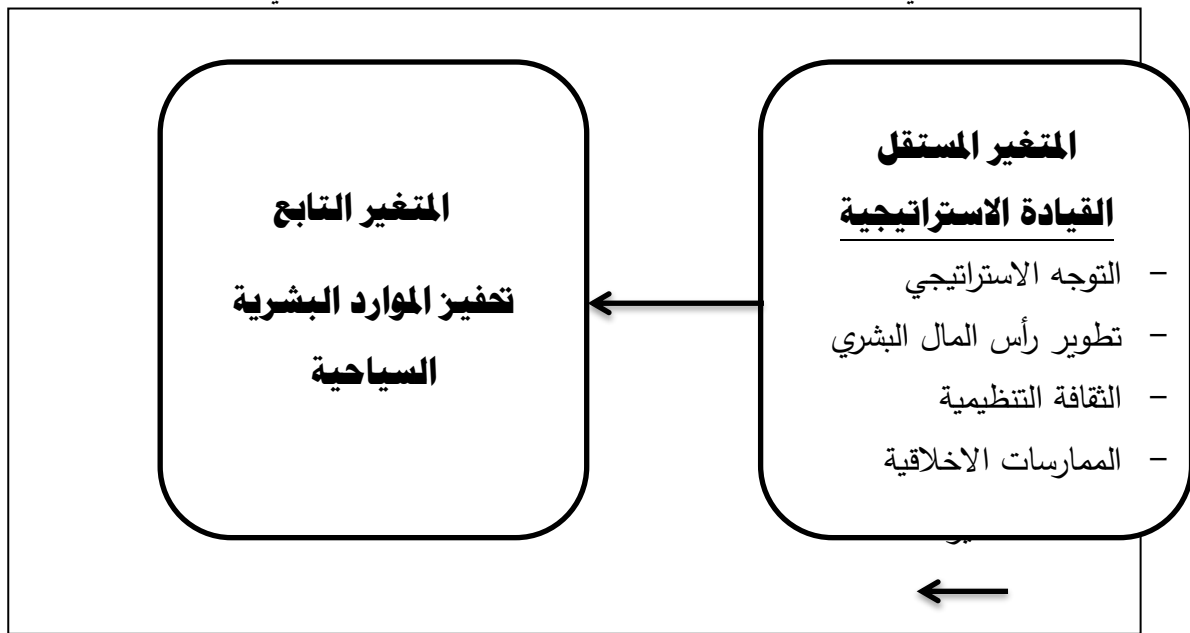 المتغير المستقل
القيادة الاستراتيجية
– التوجه الاستراتيجي
– تطوير رأس المال البشري
– الثقافة التنظيمية
– الممارسات الاخلاقية
المتغير التابع
تحفيز الموارد البشرية
السياحية